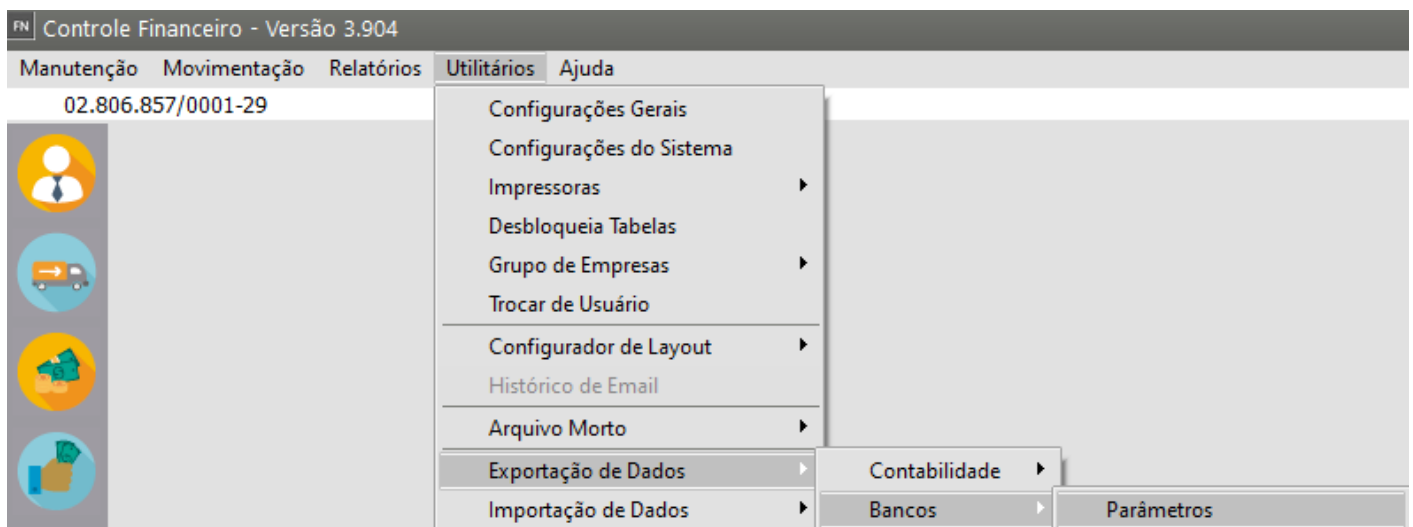 FN Controle Financeiro - Versão 3.904
Manutenção Movimentação Relatórios Utilitários Ajuda
02.806.857/0001-29
Configurações Gerais
Configurações do Sistema
Impressoras
Desbloqueia Tabelas
Grupo de Empresas
Trocar de Usuário
Configurador de Layout
Histórico de Email
Arquivo Morto
Exportação de Dados Contabilidade
Importação de Dados Bancos Parâmetros